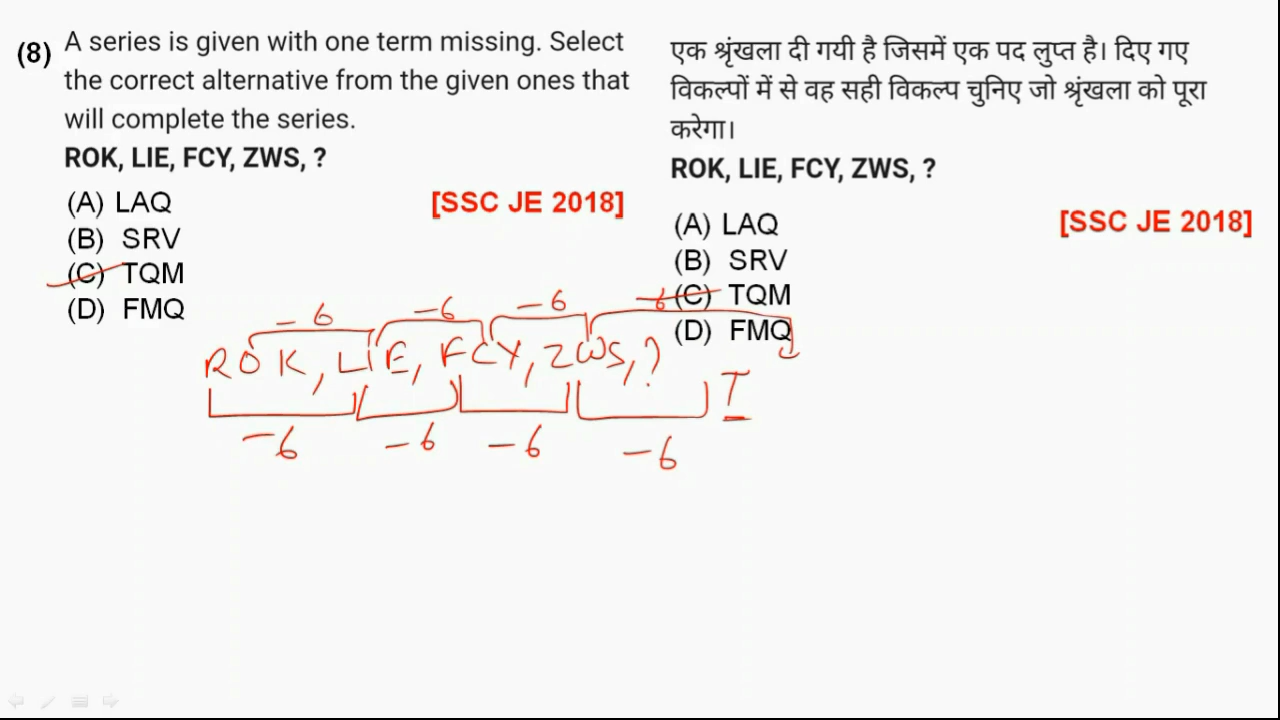 (8) A series is given with one term missing. Select
the correct alternative from the given ones that
will complete the series.
ROK, LIE, FCY, ZWS, ?
(A) LAQ
[SSC JE 2018]
(B) SRV
(C) TQM
(D) FMQ
एक श्रृंखला दी गयी है जिसमें एक पद लुप्त है। दिए गए
विकल्पों में से वह सही विकल्प चुनिए जो श्रृंखला को पूरा
करेगा।
ROK, LIE, FCY, ZWS, ?
[SSC JE 2018]
(A) LAQ
(B) SRV
(C) TQM
(D) FMQ
-6 -6 -6 -6
ROK, LIE, FCY, ZWS, ?
T
-6 -6 -6 -6